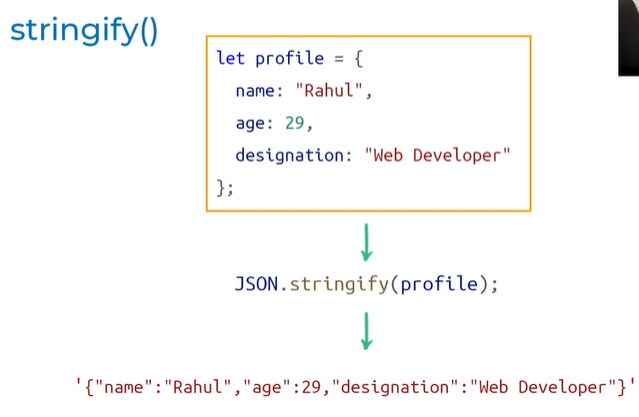 stringify()
let profile = {
name: "Rahul",
age: 29,
designation: "Web Developer"
};
JSON.stringify(profile);
'{"name":"Rahul","age":29,"designation":"Web Developer"}'